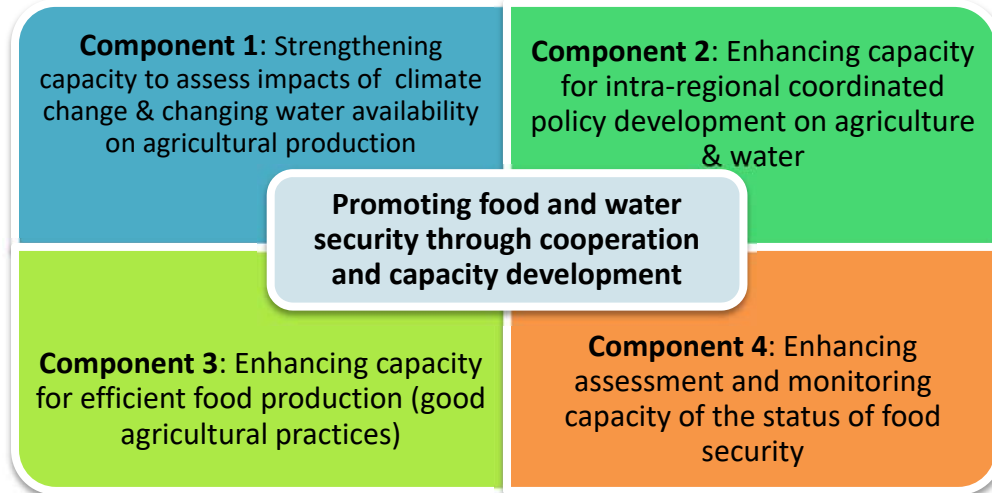 Component 1: Strengthening
capacity to assess impacts of climate
change & changing water availability
on agricultural production
Component 2: Enhancing capacity
for intra-regional coordinated
policy development on agriculture
& water
Promoting food and water
security through cooperation
and capacity development
Component 3: Enhancing capacity
for efficient food production (good
agricultural practices)
Component 4: Enhancing
assessment and monitoring
capacity of the status of food
security